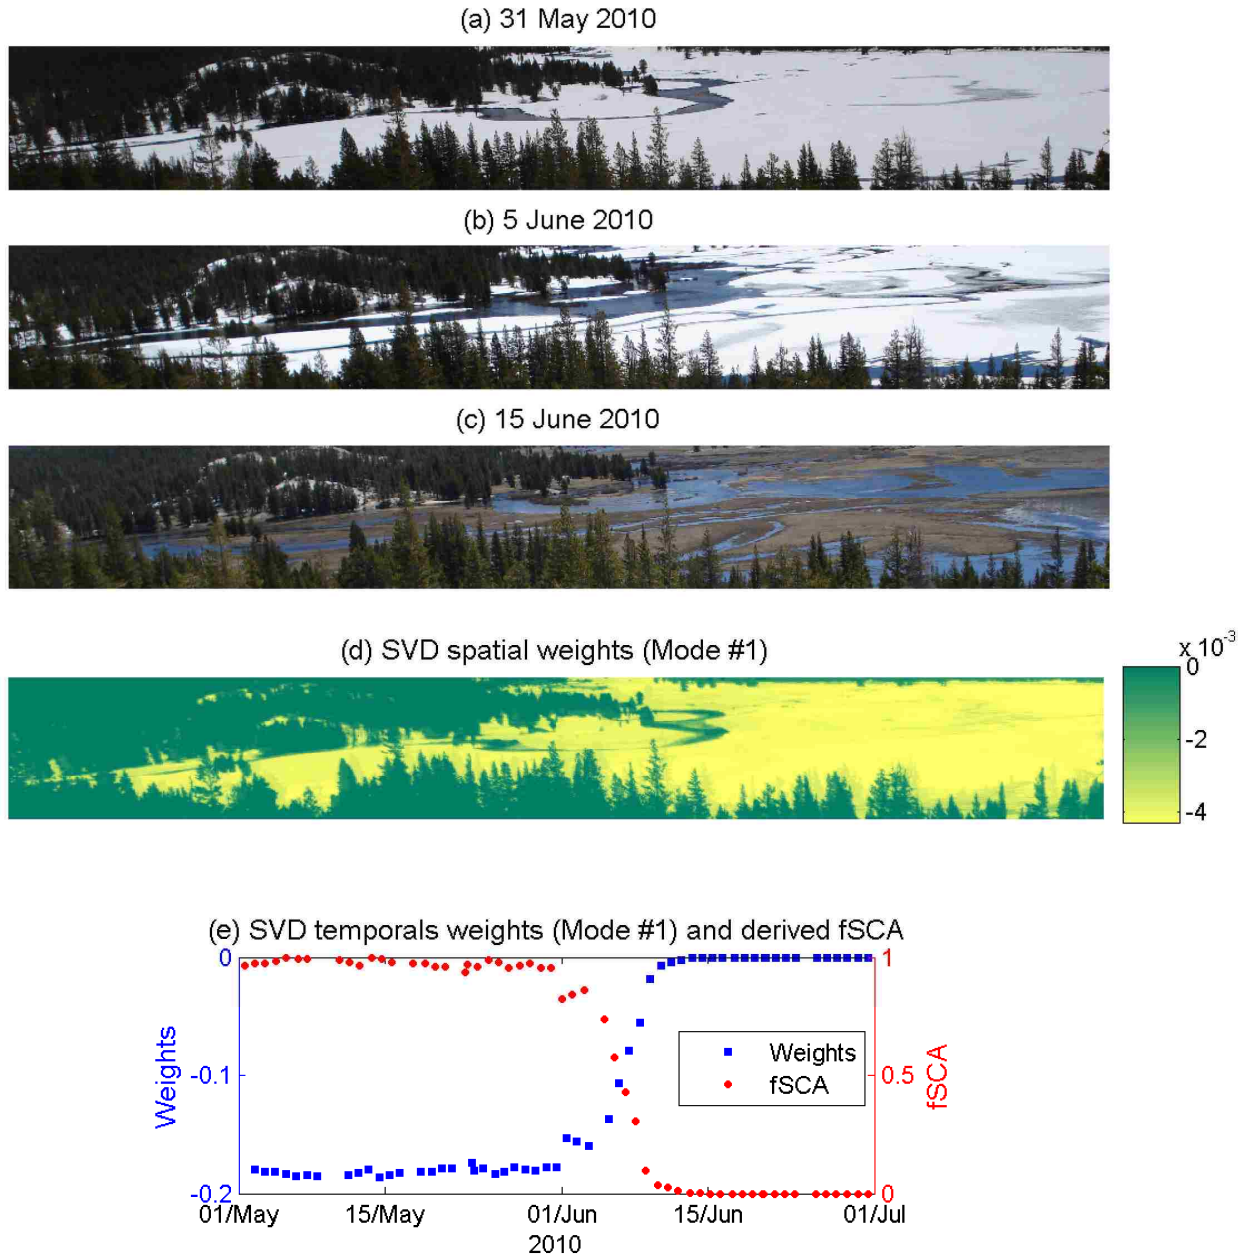 (a) 31 May 2010
(b) 5 June 2010
(c) 15 June 2010
(d) SVD spatial weights (Mode #1)
x 10-3
0
-2
-4
(e) SVD temporals weights (Mode #1) and derived fSCA
0
-0.1
-0.2
Weights
1
0.5
0
fSCA
Weights
fSCA
01/May 15/May 01/Jun 15/Jun 01/Jul
2010